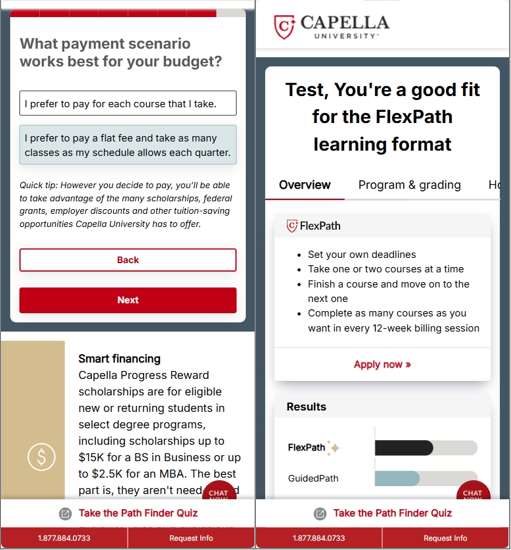 What payment scenario
works best for your budget?
I prefer to pay for each course that I take.
I prefer to pay a flat fee and take as many
classes as my schedule allows each quarter.
Quick tip: However you decide to pay, you'll be able
to take advantage of the many scholarships, federal
grants, employer discounts and other tuition-saving
opportunities Capella University has to offer.
Back
Next
Smart financing
Capella Progress Reward
scholarships are for eligible
new or returning students in
select degree programs,
including scholarships up to
$15K for a BS in Business or up
to $2.5K for an MBA. The best
part is, they aren't need
CHAT
Take the Path Finder Quiz
1.877.884.0733
Request Info
CAPELLA
UNIVERSITY
Test, You're a good fit
for the FlexPath
learning format
Overview
Program & grading
Ho
FlexPath
• Set your own deadlines
• Take one or two courses at a time
• Finish a course and move on to the
next one
• Complete as many courses as you
want in every 12-week billing session
Apply now »
Results
FlexPath
GuidedPath
CHAT
Take the Path Finder Quiz
1.877.884.0733
Request Info